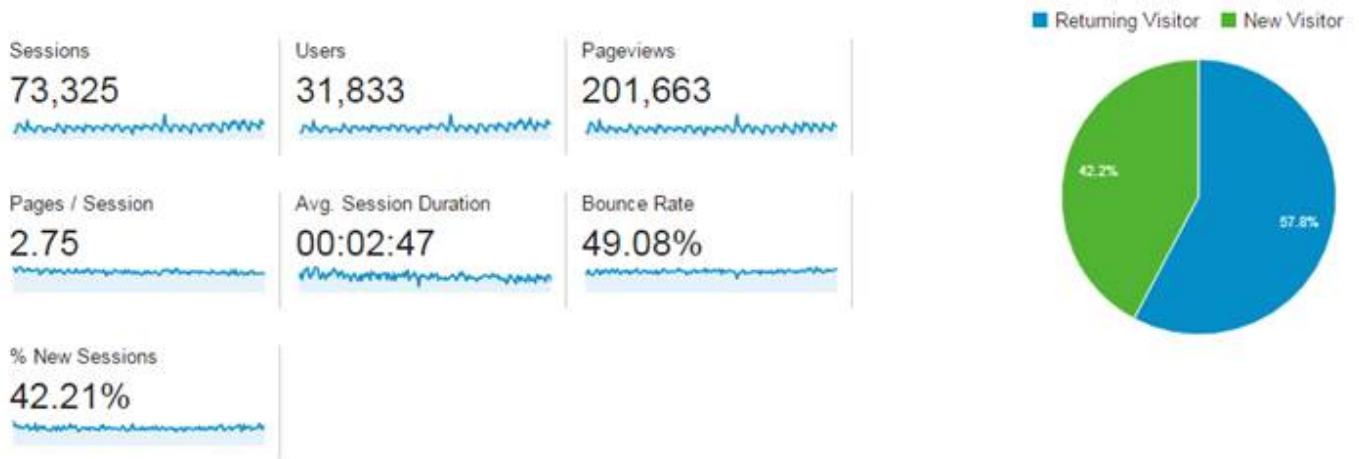 Returning Visitor New Visitor
Sessions Users Pageviews
73,325 31,833 201,663
42.2%
57.8%
Pages / Session Avg. Session Duration Bounce Rate
2.75 00:02:47 49.08%
% New Sessions
42.21%